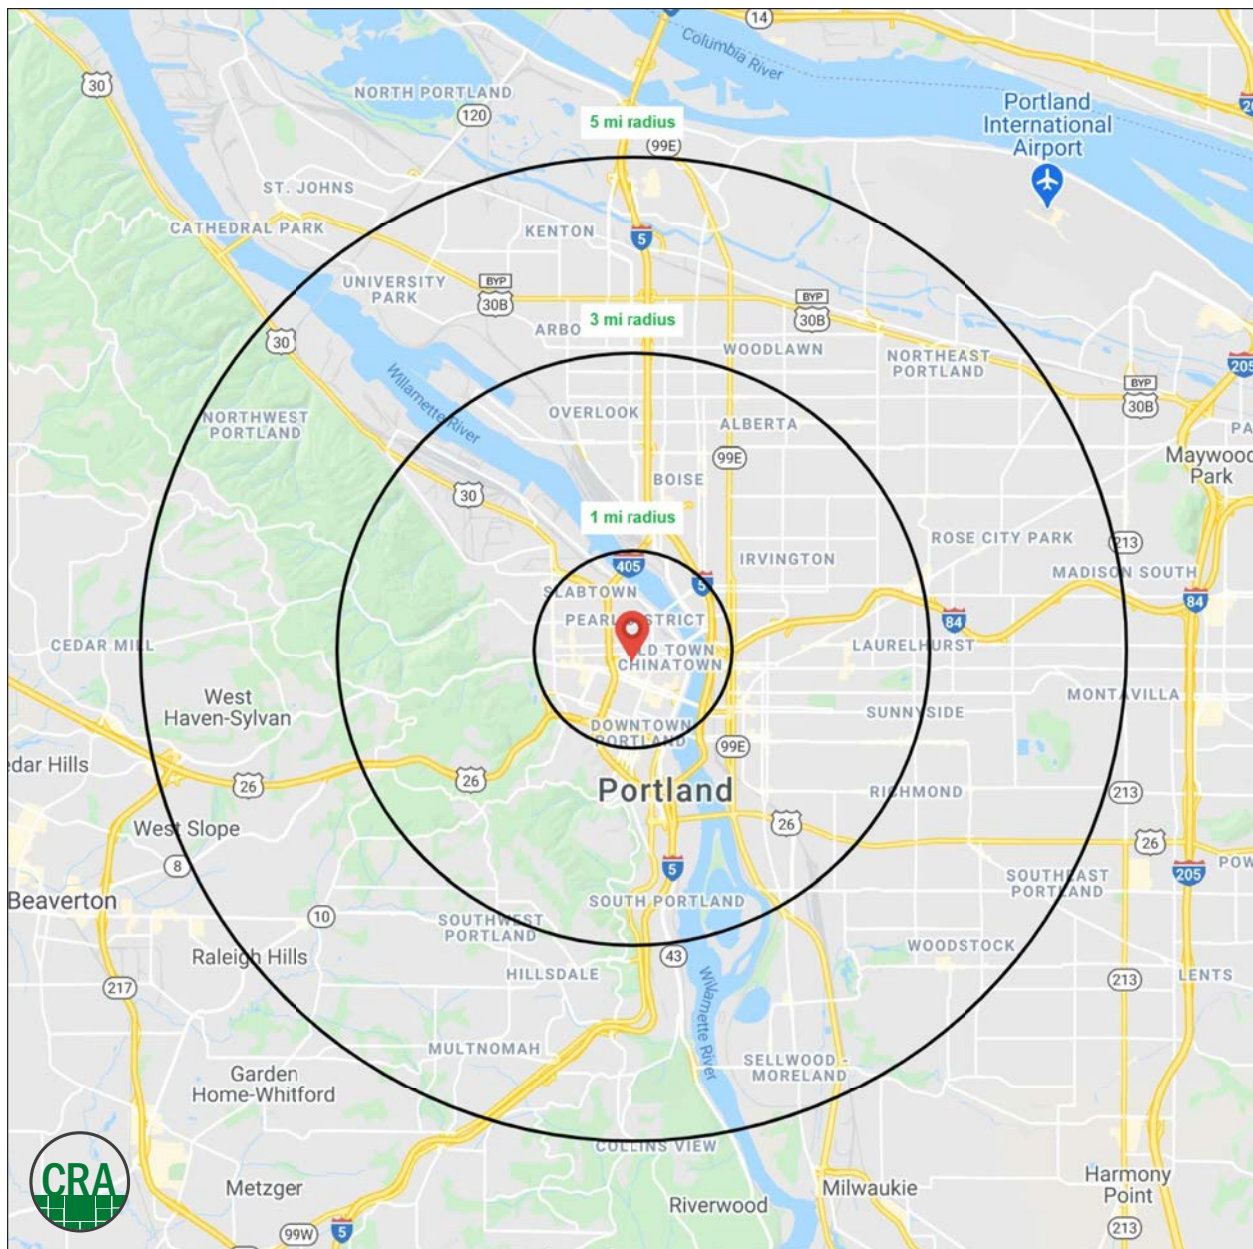 14
Columbia River
30
NORTH PORTLAND
120
Portland
International
Airport
5 mi radius
99E
ST. JOHNS
CATHEDRAL PARK
KENTON
5
UNIVERSITY
PARK
BYP
30B
BYP
30B
3 mi radius
ARBO
30
WOODLAWN
NORTHEAST
PORTLAND
205
BYP
30B
Willamette River
NORTHWEST
PORTLAND
OVERLOOK
ALBERTA
PA
99E
Maywood
Park
BOISE
30
1 mi radius
ROSE CITY PARK
213
IRVINGTON
405
5
MADISON SOUTH
SLABTOWN
84
PEARL DISTRICT
84
CEDAR MILL
LD TOWN
CHINATOWN
LAURELHURST
West
Haven-Sylvan
MONTAVILLA
SUNNYSIDE
DOWNTOWN
PORTLAND
99E
edar Hills
26
26
Portland
RICHMOND
213
West Slope
26
26
8
5
205
POW
SOUTHEAST
PORTLAND
Beaverton
SOUTH PORTLAND
10
SOUTHWEST
PORTLAND
WOODSTOCK
Raleigh Hills
43
HILLSDALE
LENTS
213
217
Willamette River
MULTNOMAH
SELLWOOD -
MORELAND
Garden
Home-Whitford
COLLINS VIEW
CRA
Metzger
Milwaukie
Harmony
Point
Riverwood
99W
5
213